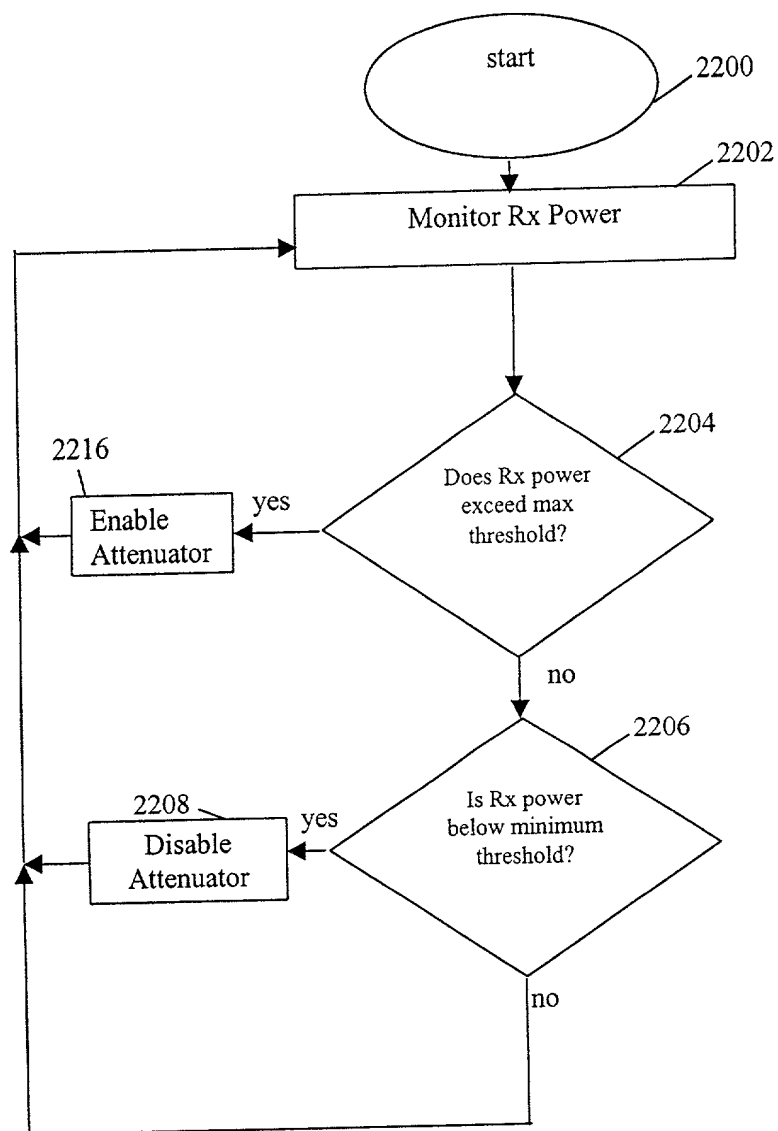 start
2200
2202
Monitor Rx Power
2204
Does Rx power
exceed max
threshold?
2216
yes
Enable
Attenuator
no
2206
Is Rx power
below minimum
threshold?
2208
yes
Disable
Attenuator
no